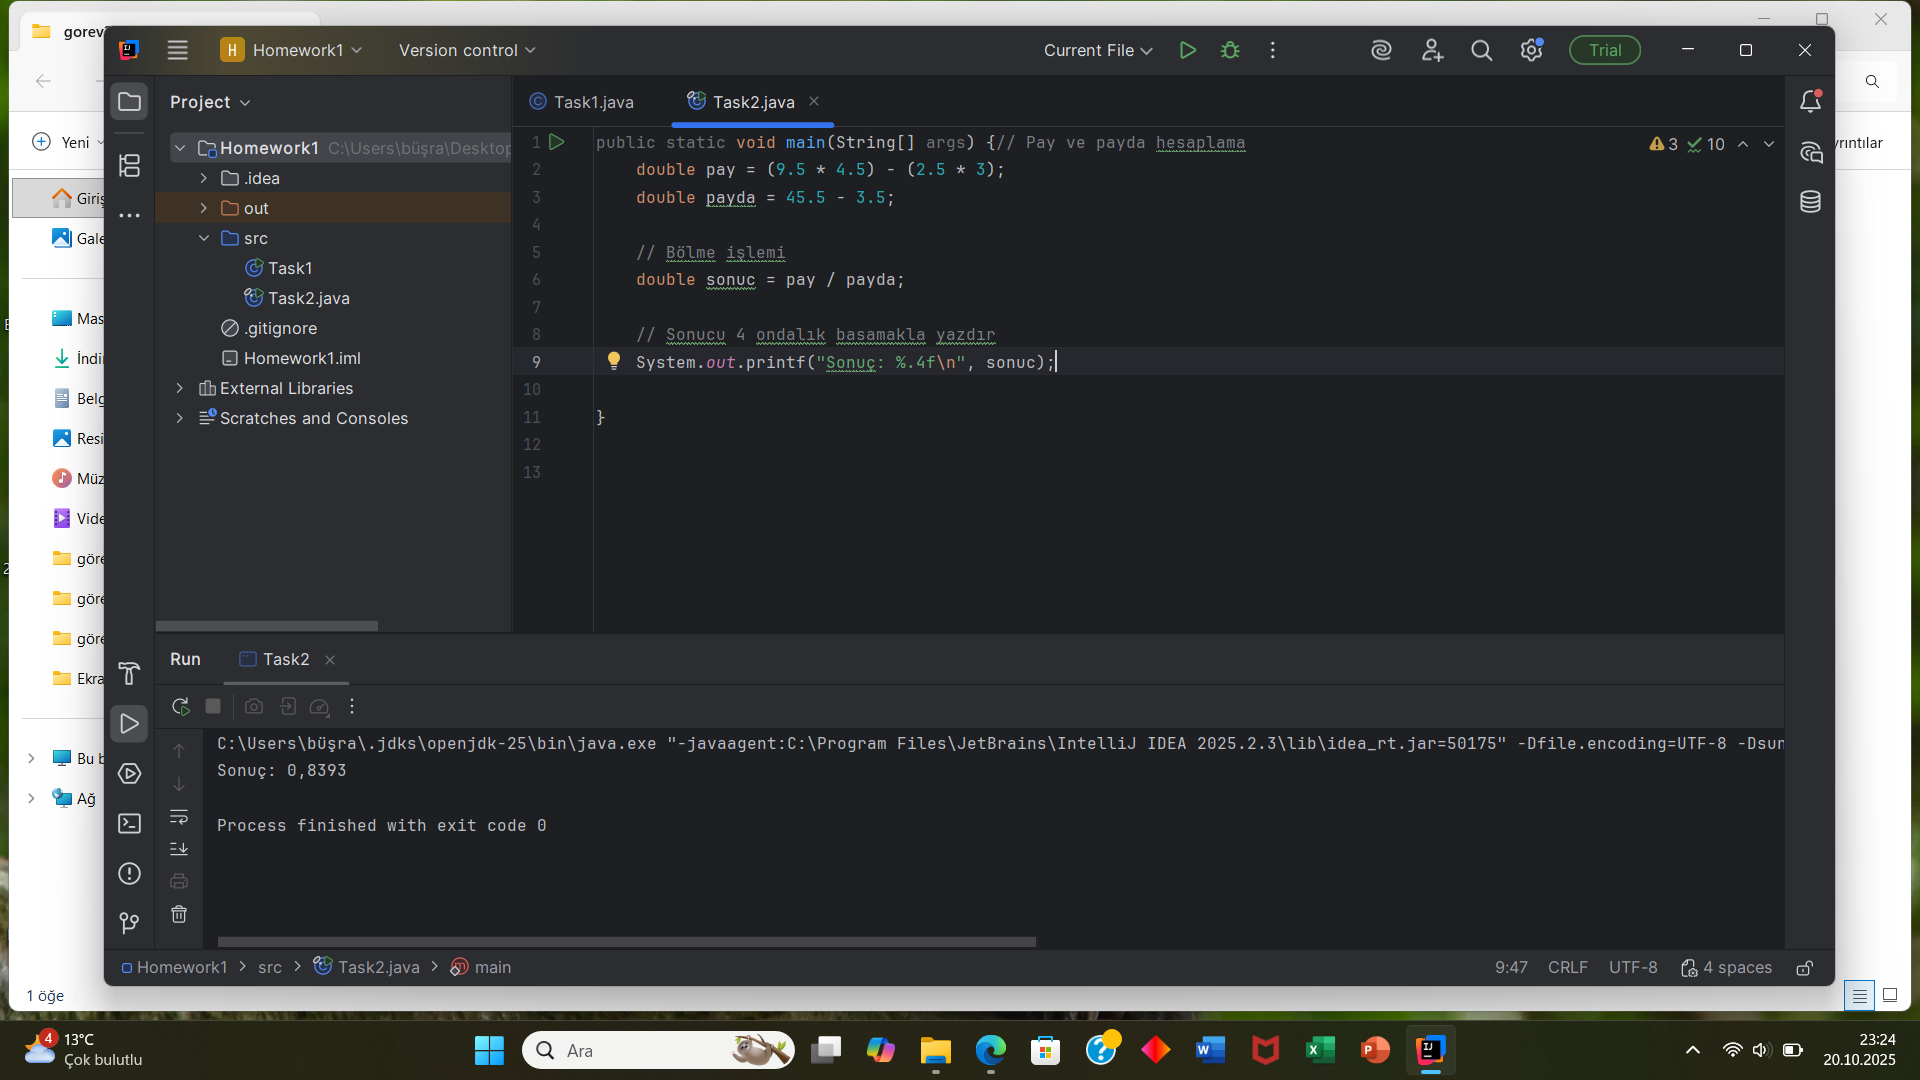 gorev
Homework1
Version control
Current File
Trial
Yeni
Project
Task1.java
Task2.java
Homework1 C:\Users\büşra\Desktop
.idea
out
src
Task1
Task2.java
.gitignore
Homework1.iml
External Libraries
Scratches and Consoles
3 10
1 public static void main(String[] args) {// Pay ve payda hesaplama
2 double pay = (9.5 * 4.5) - (2.5 * 3);
3 double payda = 45.5 - 3.5;
4
5 // Bölme işlemi
6 double sonuc = pay / payda;
7
8 // Sonucu 4 ondalık basamakla yazdır
9 System.out.printf("Sonuç: %.4f\n", sonuc);
10
11 }
12
13
yrıntılar
Giriş
Gale
Mas
İndir
Belg
Resi
Müz
Vide
göre
göre
göre
Ekra
Bu b
Ağ
1 öğe
Run
Task2
C:\Users\büşra\.jdks\openjdk-25\bin\java.exe "-javaagent:C:\Program Files\JetBrains\IntelliJ IDEA 2025.2.3\lib\idea_rt.jar=50175" -Dfile.encoding=UTF-8 -Dsun
Sonuç: 0,8393
Process finished with exit code 0
Homework1 > src > Task2.java > main
9:47 CRLF UTF-8 4 spaces
4
13°C
Çok bulutlu
Ara
23:24
20.10.2025